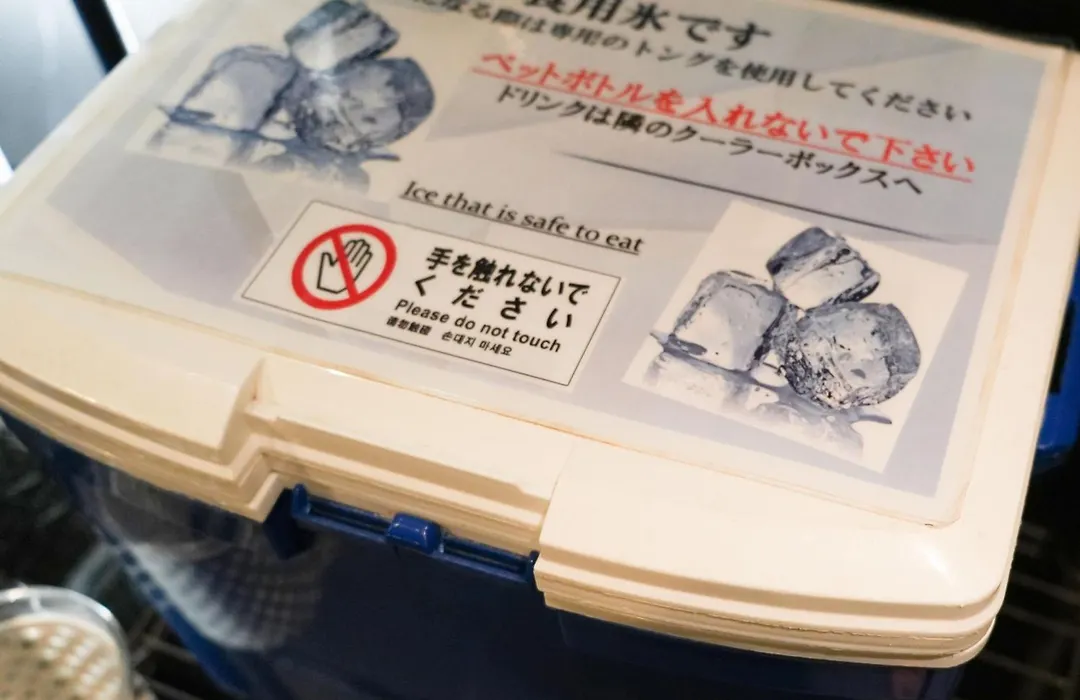 食用氷です
なる際は専用のトングを使用してください
ペットボトルを入れないで下さい
ドリンクは隣のクーラーボックスへ
Ice that is safe to eat
手を触れないで
ください
Please do not touch
请勿触碰 손대지 마세요